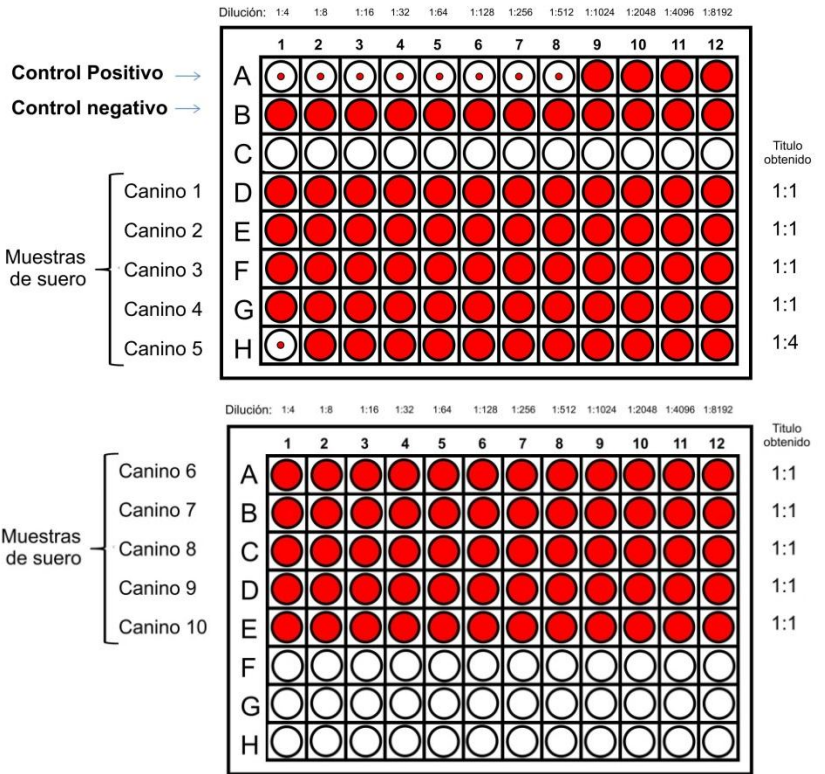 Dilución: 1:4 1:8 1:16 1:32 1:64 1:128 1:256 1:512 1:1024 1:2048 1:4096 1:8192
1 2 3 4 5 6 7 8 9 10 11 12
Control Positivo → A
Control negativo → B
C
Titulo
obtenido
Canino 1 D 1:1
Canino 2 E 1:1
Muestras
de suero
Canino 3 F 1:1
Canino 4 G 1:1
Canino 5 H 1:4
Dilución: 1:4 1:8 1:16 1:32 1:64 1:128 1:256 1:512 1:1024 1:2048 1:4096 1:8192
Titulo
obtenido
1 2 3 4 5 6 7 8 9 10 11 12
Canino 6 A 1:1
Canino 7 B 1:1
Muestras
de suero
Canino 8 C 1:1
Canino 9 D 1:1
Canino 10 E 1:1
F
G
H